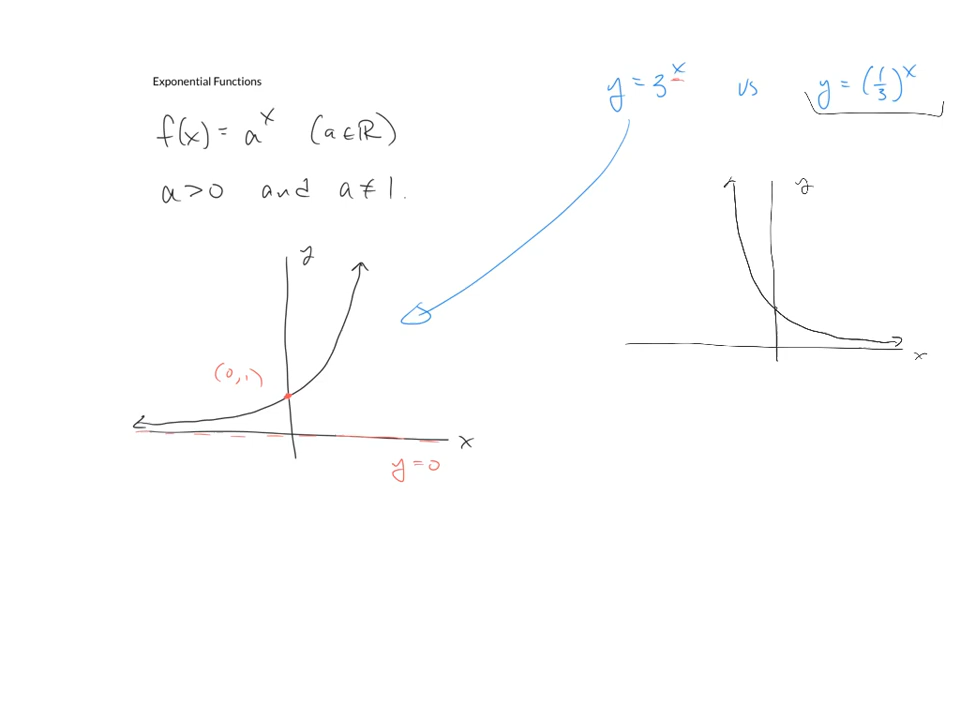 Exponential Functions
f(x) = a^x (a ∈ ℝ)
a > 0 and a ≠ 1.
y = 3^x vs y = (1/3)^x
y
x
(0,1)
y = 0
y
x